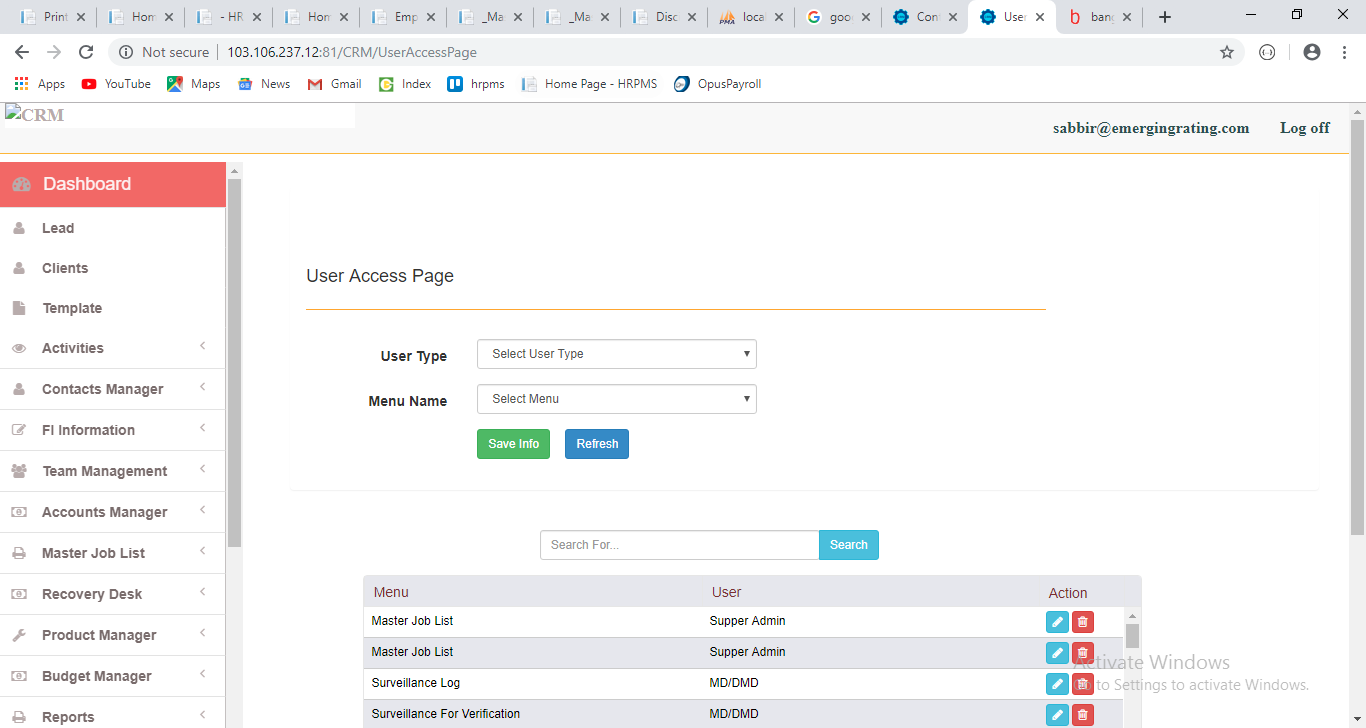 Print
Hom
- HR
Hom
Emp
_Ma
_Ma
Disc
local
goo
Con
User
bang
Not secure
103.106.237.12:81/CRM/UserAccessPage
Apps
YouTube
Maps
News
Gmail
Index
hrpms
Home Page - HRPMS
OpusPayroll
CRM
sabbir@emergingrating.com
Log off
Dashboard
Lead
Clients
Template
Activities
Contacts Manager
FI Information
Team Management
Accounts Manager
Master Job List
Recovery Desk
Product Manager
Budget Manager
Reports
User Access Page
User Type
Select User Type
Menu Name
Select Menu
Save Info
Refresh
Search For...
Search
Menu User Action
Master Job List Supper Admin
Master Job List Supper Admin
Surveillance Log MD/DMD
Surveillance For Verification MD/DMD
Activate Windows
to Settings to activate Windows.